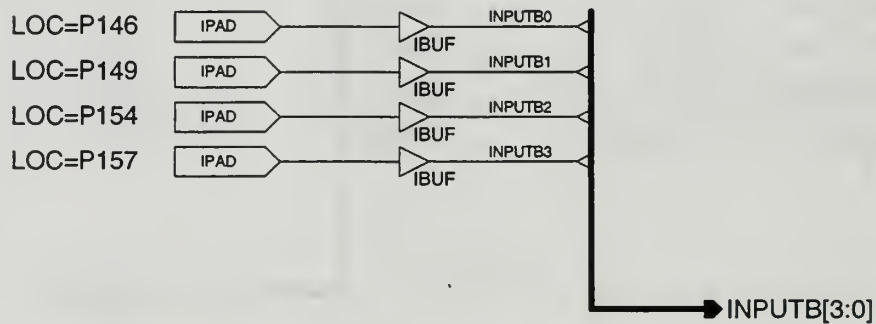 LOC=P146 IPAD IBUF INPUTB0
LOC=P149 IPAD IBUF INPUTB1
LOC=P154 IPAD IBUF INPUTB2
LOC=P157 IPAD IBUF INPUTB3
INPUTB[3:0]